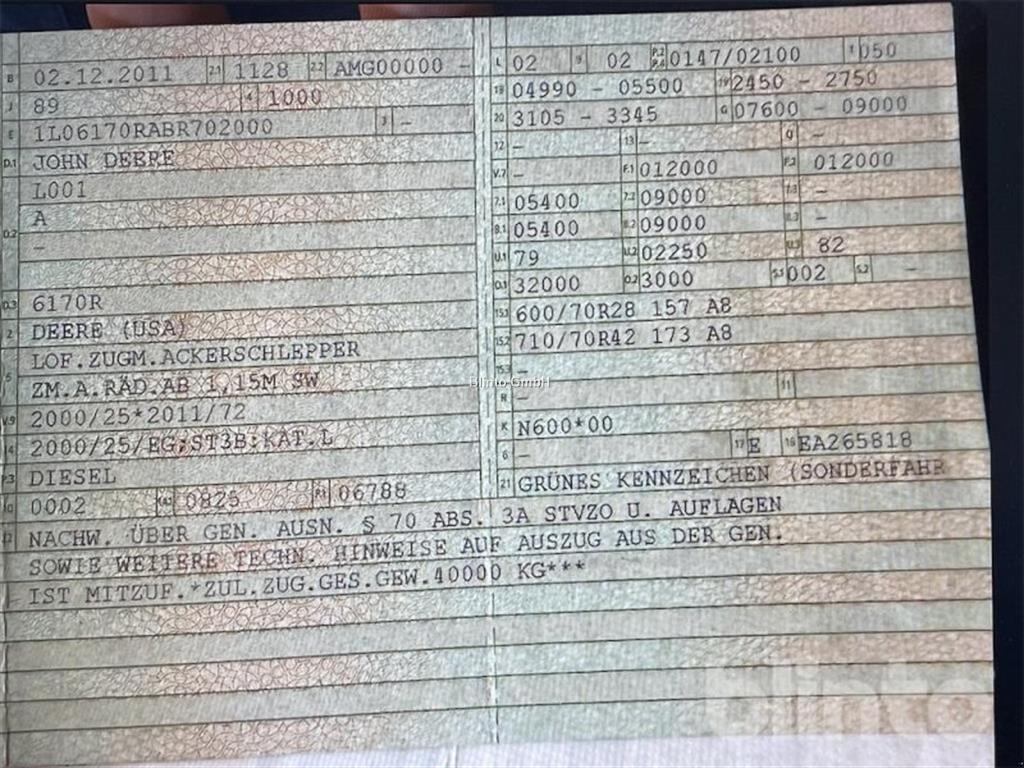 B 02.12.2011 2.1 1128 2.2 AMG00000 -
J 89 4 1000
E 1L06170RABR702000 3 -
D.1 JOHN DEERE
L001
D.2 A
-
D.3 6170R
2 DEERE (USA)
5 LOF.ZUGM.ACKERSCHLEPPER
ZM.A.RÄD.AB 1,15M SW
V.9 2000/25*2011/72
14 2000/25/EG;ST3B:KAT.L
P.3 DIESEL
10 0002 0825 P.1 06788
L 02 9 02 P.2 P.4 0147/02100 T 050
18 04990 - 05500 19 2450 - 2750
20 3105 - 3345 G 07600 - 09000
12 - 13 - Q -
V.7 - F.1 012000 F.2 012000
7.1 05400 7.2 09000 7.3 -
8.1 05400 8.2 09000 8.3 -
U.1 79 U.2 02250 U.3 82
O.1 32000 O.2 3000 S.1 002 S.2 -
15.1 600/70R28 157 A8
15.2 710/70R42 173 A8
15.3 -
R - 11
K N600*00
6 - 17 E 16 EA265818
21 GRÜNES KENNZEICHEN (SONDERFAHR
22 NACHW. ÜBER GEN. AUSN. § 70 ABS. 3A STVZO U. AUFLAGEN
SOWIE WEITERE TECHN. HINWEISE AUF AUSZUG AUS DER GEN.
IST MITZUF.*ZUL.ZUG.GES.GEW.40000 KG***
Blinto GmbH
blinto